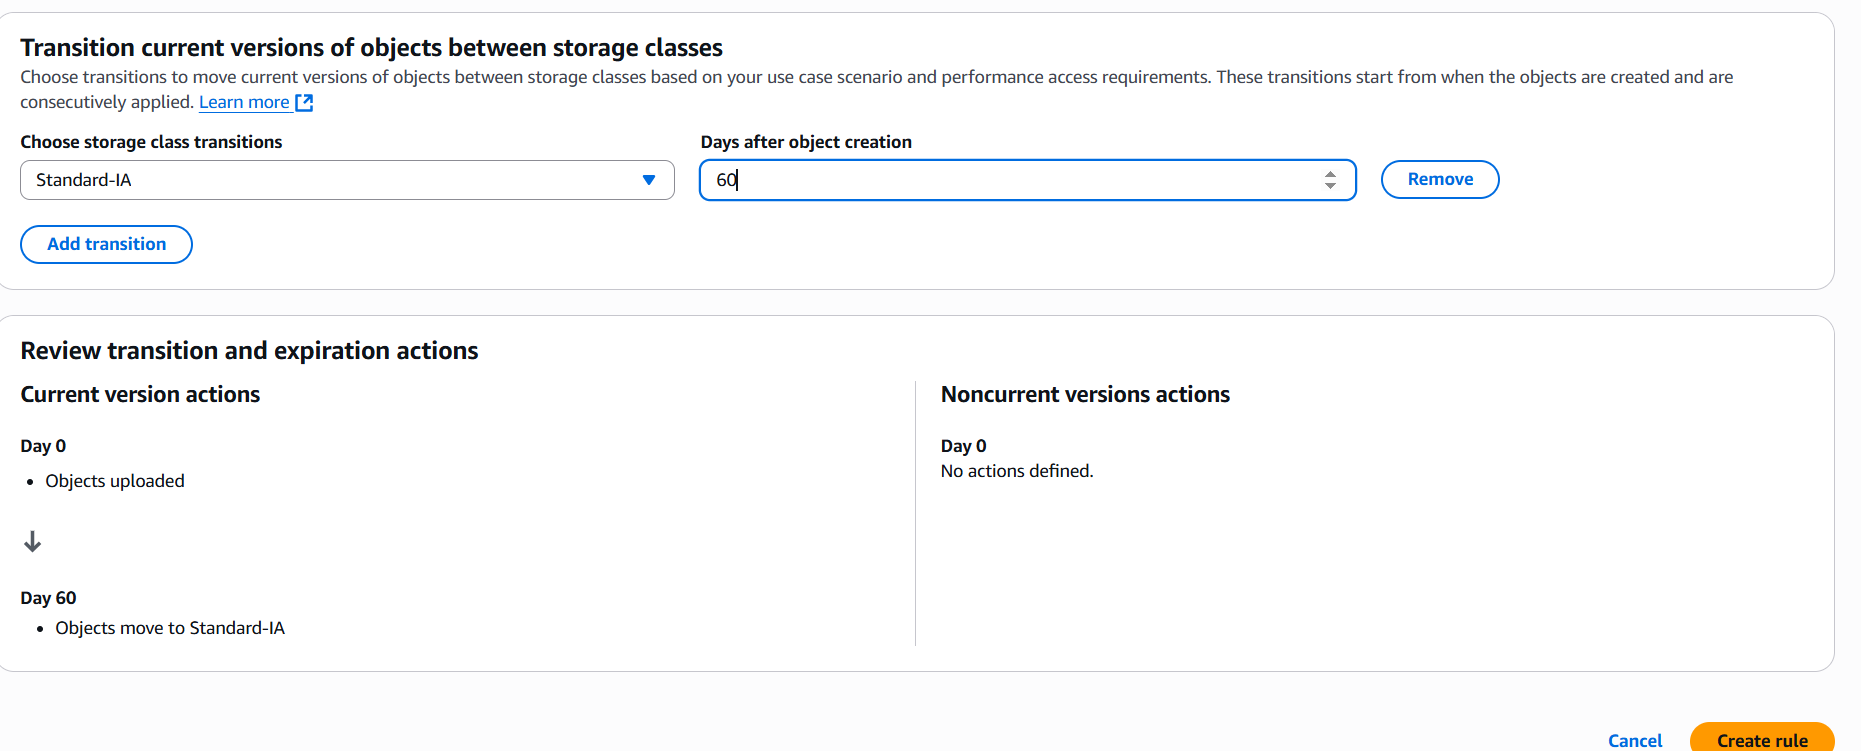 Transition current versions of objects between storage classes
Choose transitions to move current versions of objects between storage classes based on your use case scenario and performance access requirements. These transitions start from when the objects are created and are
consecutively applied. Learn more
Choose storage class transitions
Days after object creation
Standard-IA
60
Remove
Add transition
Review transition and expiration actions
Current version actions
Day 0
• Objects uploaded
Day 60
• Objects move to Standard-IA
Noncurrent versions actions
Day 0
No actions defined.
Cancel
Create rule